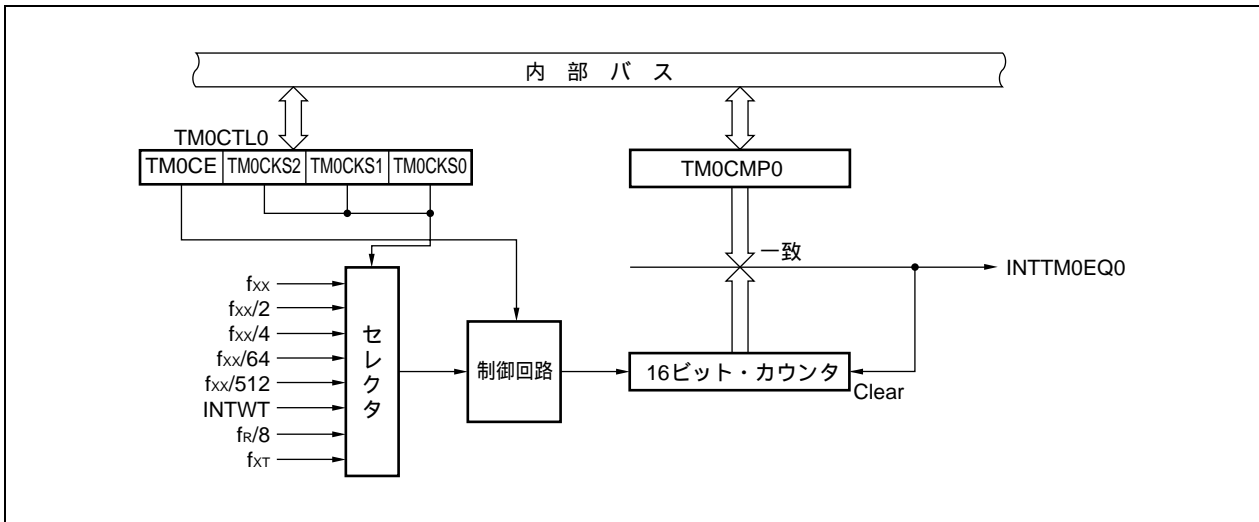 内 部 バ ス
TM0CTL0
TM0CE TM0CKS2 TM0CKS1 TM0CKS0
TM0CMP0
一致
INTTM0EQ0
fXX
fXX/2
fXX/4
fXX/64
fXX/512
INTWT
fR/8
fXT
セレクタ
制御回路
16ビット・カウンタ
Clear